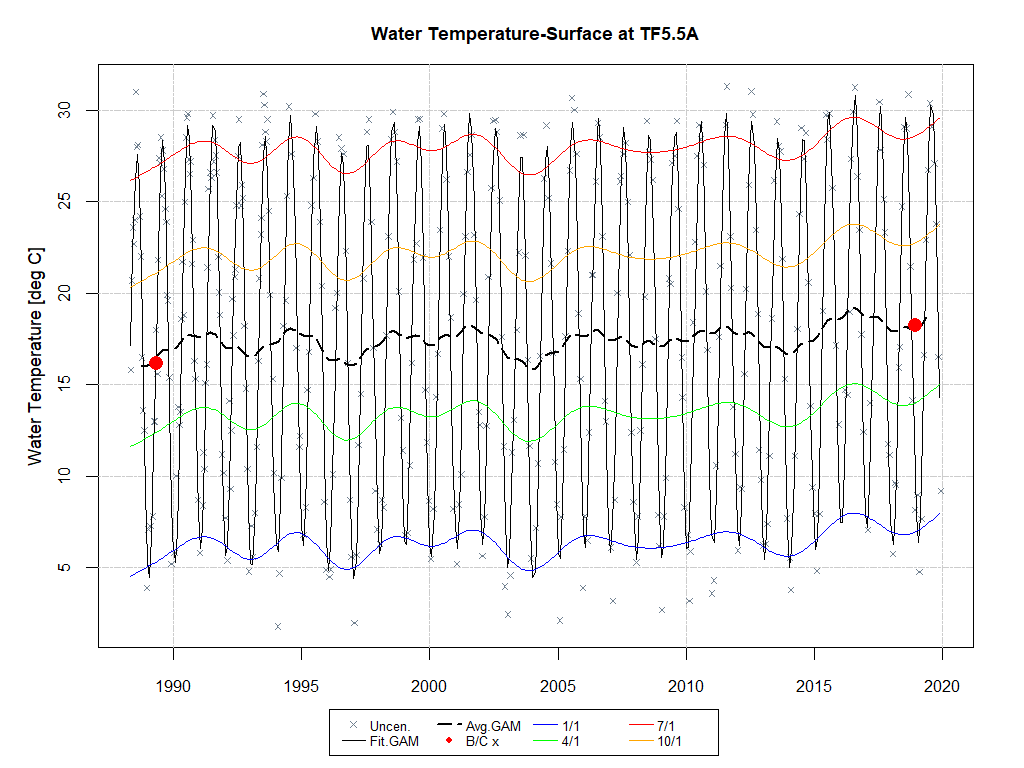 Water Temperature-Surface at TF5.5A
Water Temperature [deg C]
30
25
20
15
10
5
1990 1995 2000 2005 2010 2015 2020
Uncen. Avg.GAM 1/1 7/1
Fit.GAM B/C x 4/1 10/1